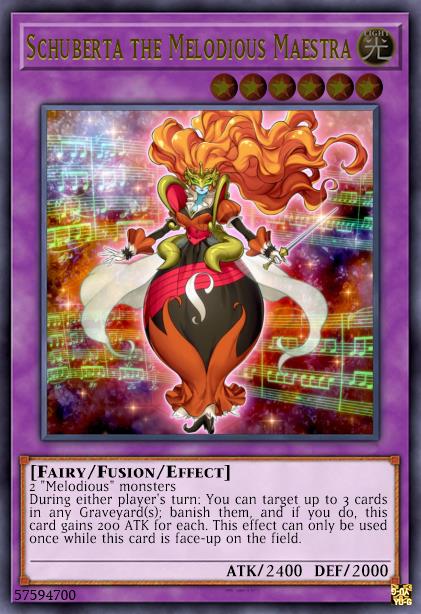 Schuberta the Melodious Maestra
LIGHT
光
[Fairy/Fusion/Effect]
2 "Melodious" monsters
During either player's turn: You can target up to 3 cards
in any Graveyard(s); banish them, and if you do, this
card gains 200 ATK for each. This effect can only be used
once while this card is face-up on the field.
ATK/2400 DEF/2000
57594700